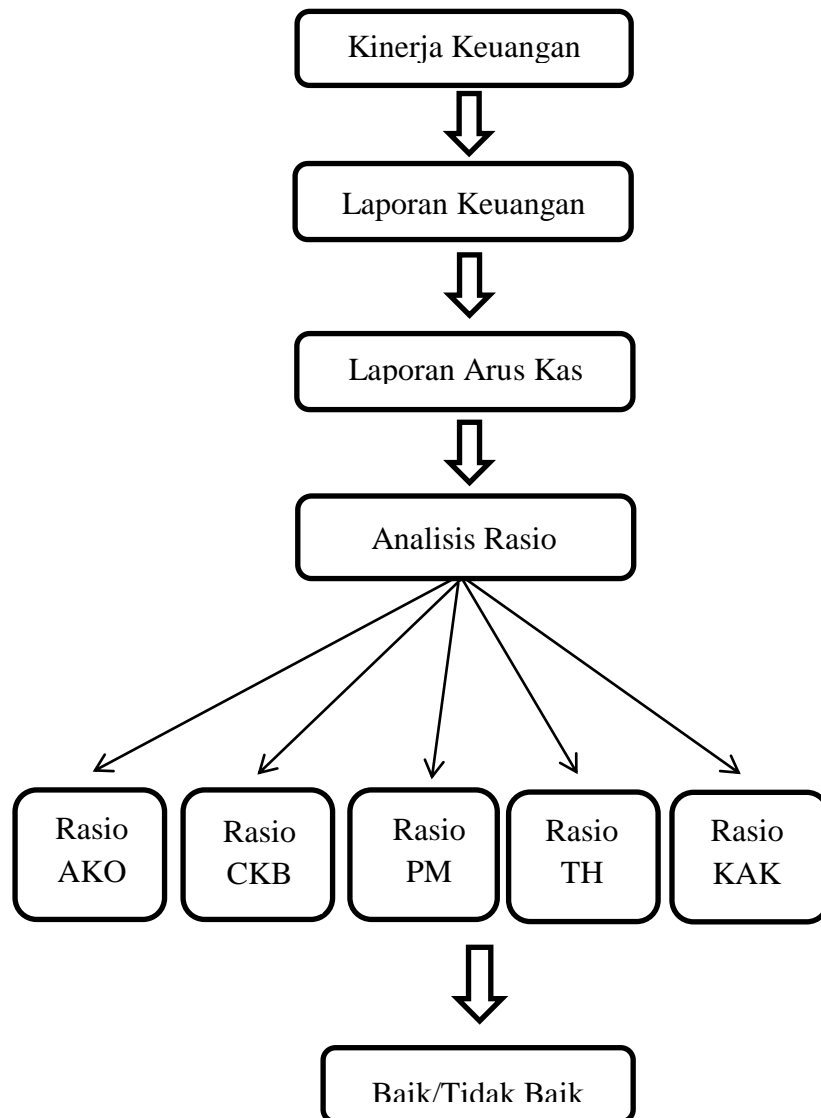 Kinerja Keuangan
Laporan Keuangan
Laporan Arus Kas
Analisis Rasio
Rasio
AKO
Rasio
CKB
Rasio
PM
Rasio
TH
Rasio
KAK
Baik/Tidak Baik